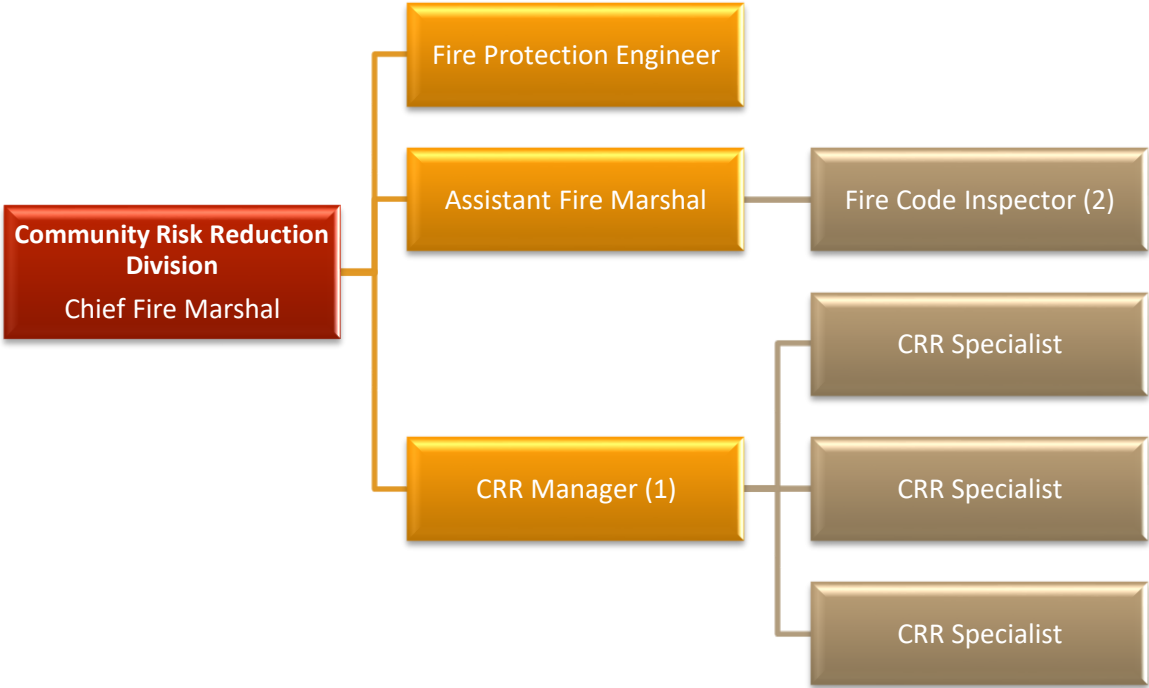 Community Risk Reduction
Division
Chief Fire Marshal
Fire Protection Engineer
Assistant Fire Marshal
Fire Code Inspector (2)
CRR Manager (1)
CRR Specialist
CRR Specialist
CRR Specialist